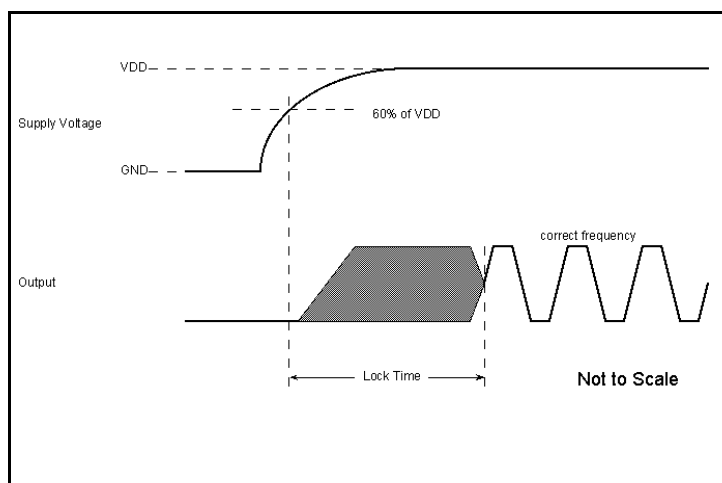 VDD
60% of VDD
Supply Voltage
GND
correct frequency
Output
Lock Time
Not to Scale